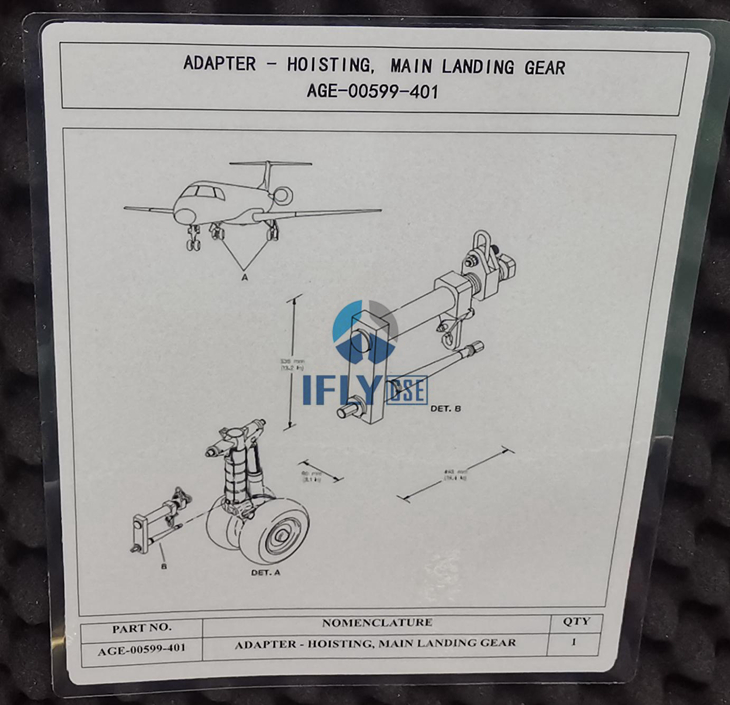 ADAPTER - HOISTING, MAIN LANDING GEAR
AGE-00599-401
A
IFLY GSE
DET. B
B
DET. A
PART NO. NOMENCLATURE QTY
AGE-00599-401 ADAPTER - HOISTING, MAIN LANDING GEAR 1